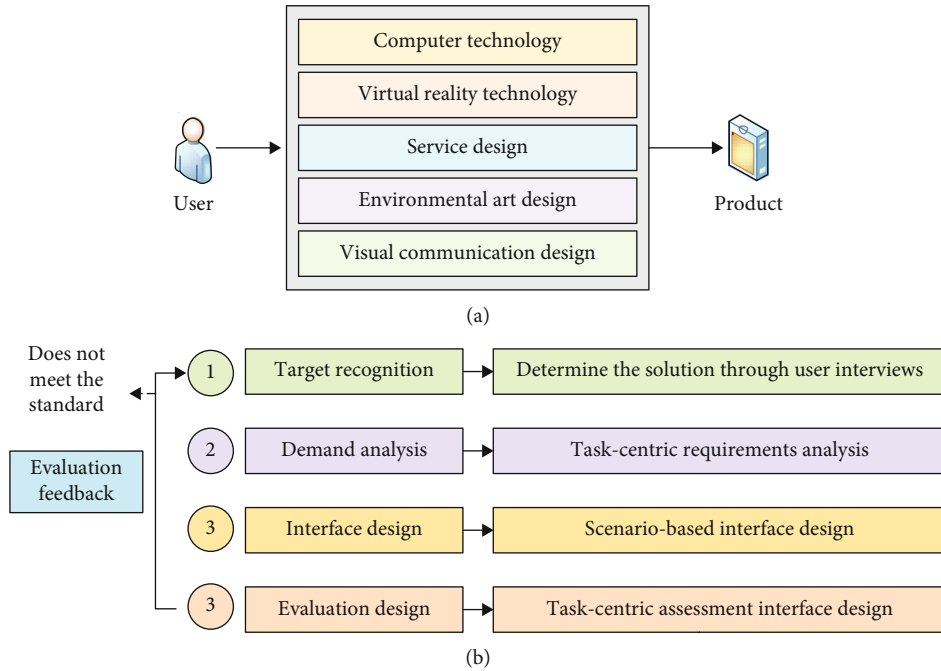 Computer technology
Virtual reality technology
Service design
Environmental art design
Visual communication design
User
Product
(a)
Does not
meet the
standard
Evaluation
feedback
1
Target recognition
Determine the solution through user interviews
2
Demand analysis
Task-centric requirements analysis
3
Interface design
Scenario-based interface design
3
Evaluation design
Task-centric assessment interface design
(b)